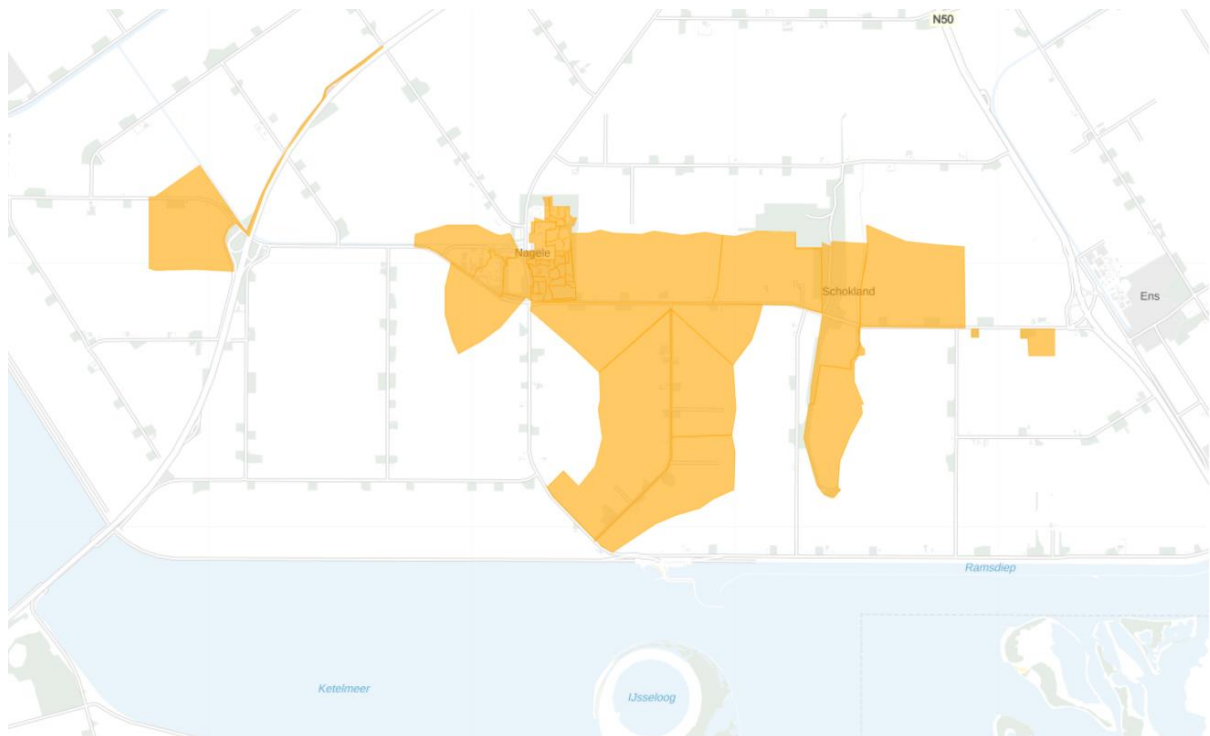 N50
Nagele
Schokland
Ens
Ramsdiep
Ketelmeer
IJsseloog